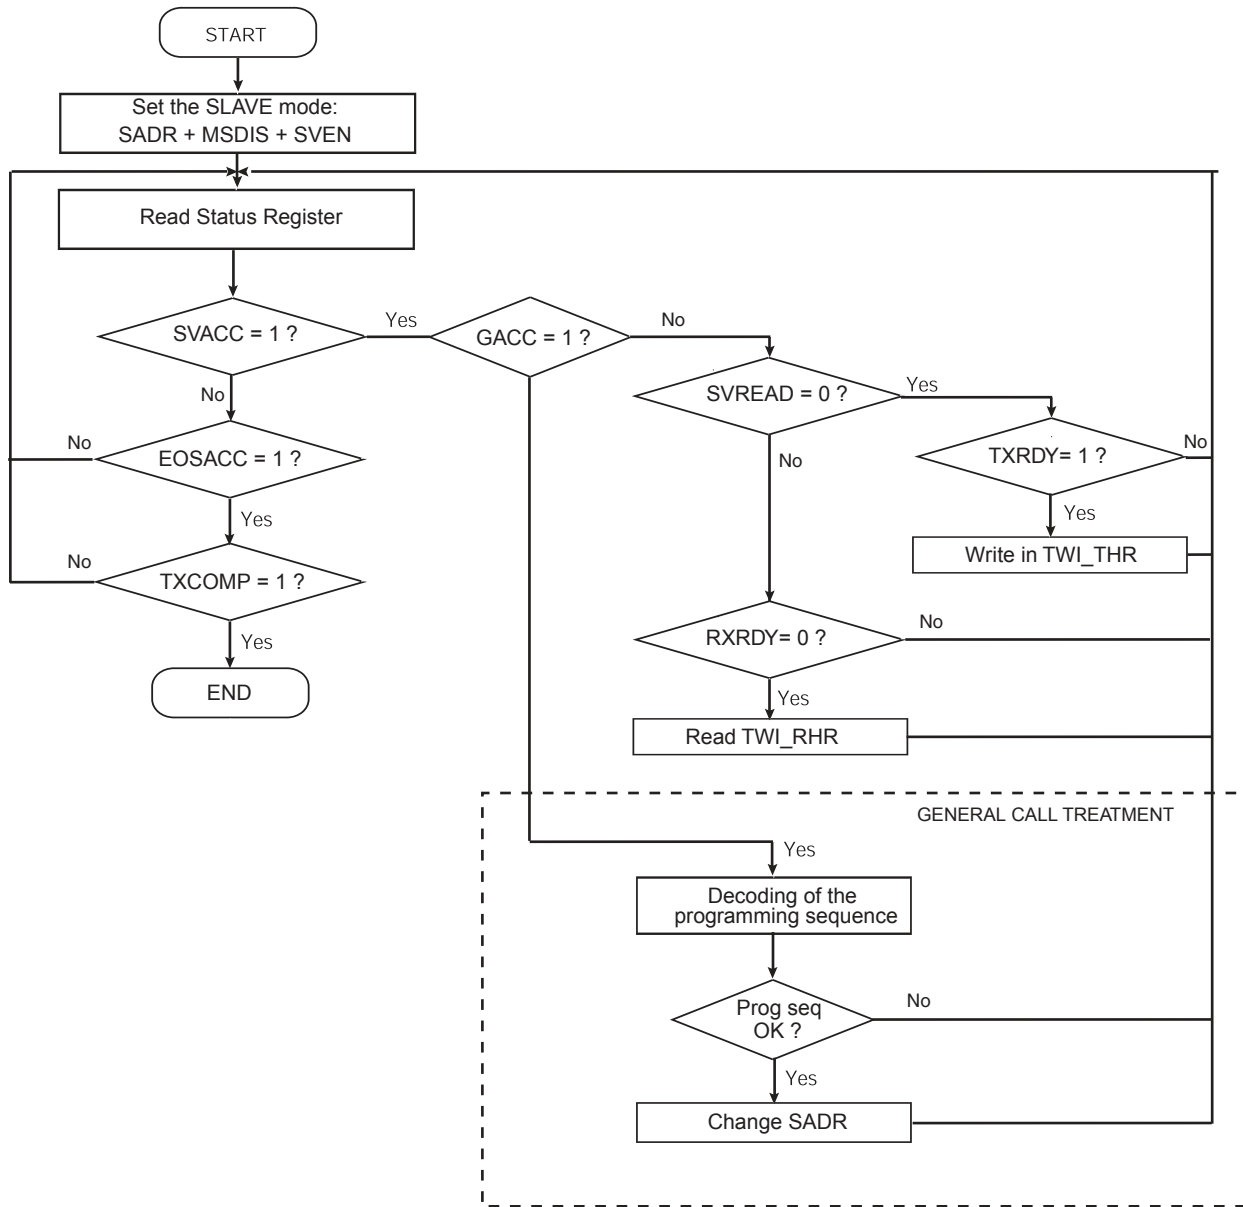 START
Set the SLAVE mode:
SADR + MSDIS + SVEN
Read Status Register
SVACC = 1 ?
Yes
GACC = 1 ?
No
SVREAD = 0 ?
Yes
No
EOSACC = 1 ?
No
No
TXRDY= 1 ?
No
Yes
Yes
Write in TWI_THR
TXCOMP = 1 ?
No
Yes
RXRDY= 0 ?
No
END
Yes
Read TWI_RHR
GENERAL CALL TREATMENT
Yes
Decoding of the
programming sequence
Prog seq
OK ?
No
Yes
Change SADR